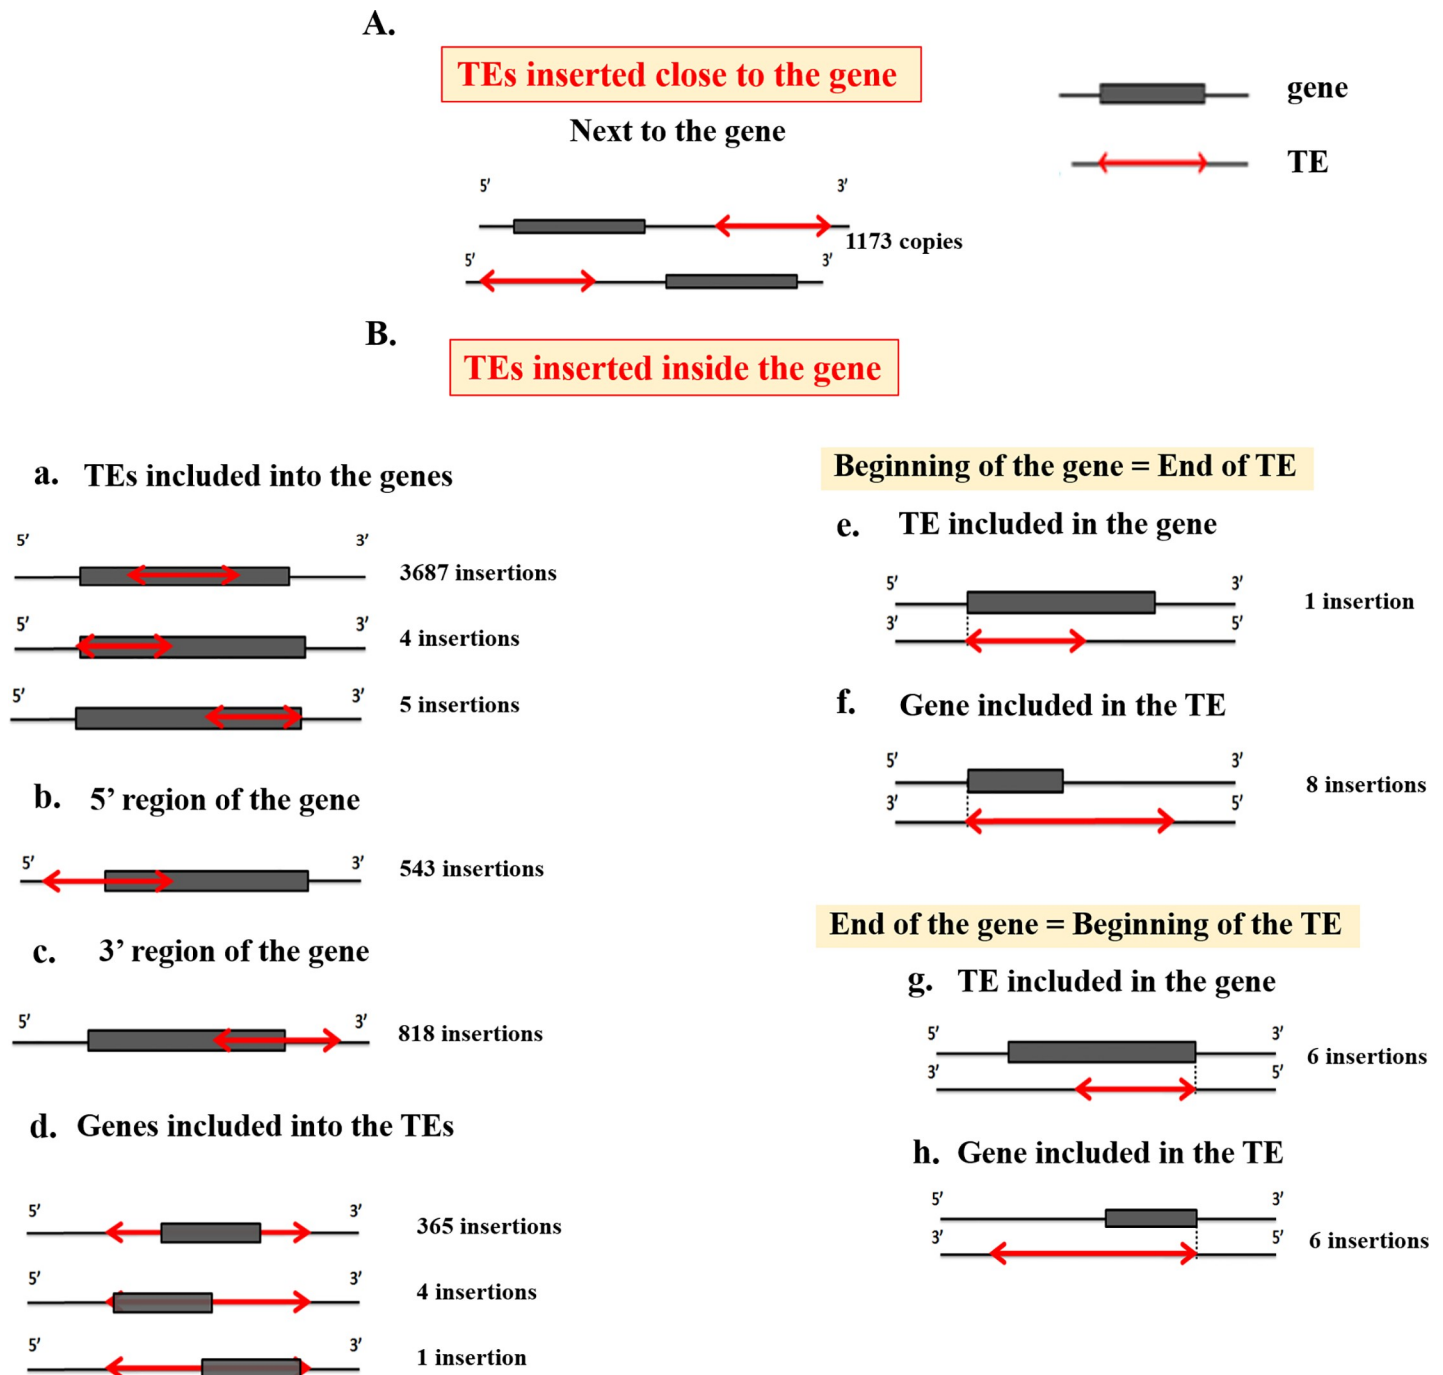 A.
TEs inserted close to the gene
Next to the gene
gene
TE
5’ 3’
1173 copies
5’ 3’
B.
TEs inserted inside the gene
a. TEs included into the genes
5’ 3’
3687 insertions
5’ 3’
4 insertions
5’ 3’
5 insertions
b. 5’ region of the gene
5’ 3’
543 insertions
c. 3’ region of the gene
5’ 3’
818 insertions
d. Genes included into the TEs
5’ 3’
365 insertions
5’ 3’
4 insertions
5’ 3’
1 insertion
Beginning of the gene = End of TE
e. TE included in the gene
5’ 3’
1 insertion
3’ 5’
f. Gene included in the TE
5’ 3’
8 insertions
3’ 5’
End of the gene = Beginning of the TE
g. TE included in the gene
5’ 3’
6 insertions
3’ 5’
h. Gene included in the TE
5’ 3’
3’ 5’
6 insertions